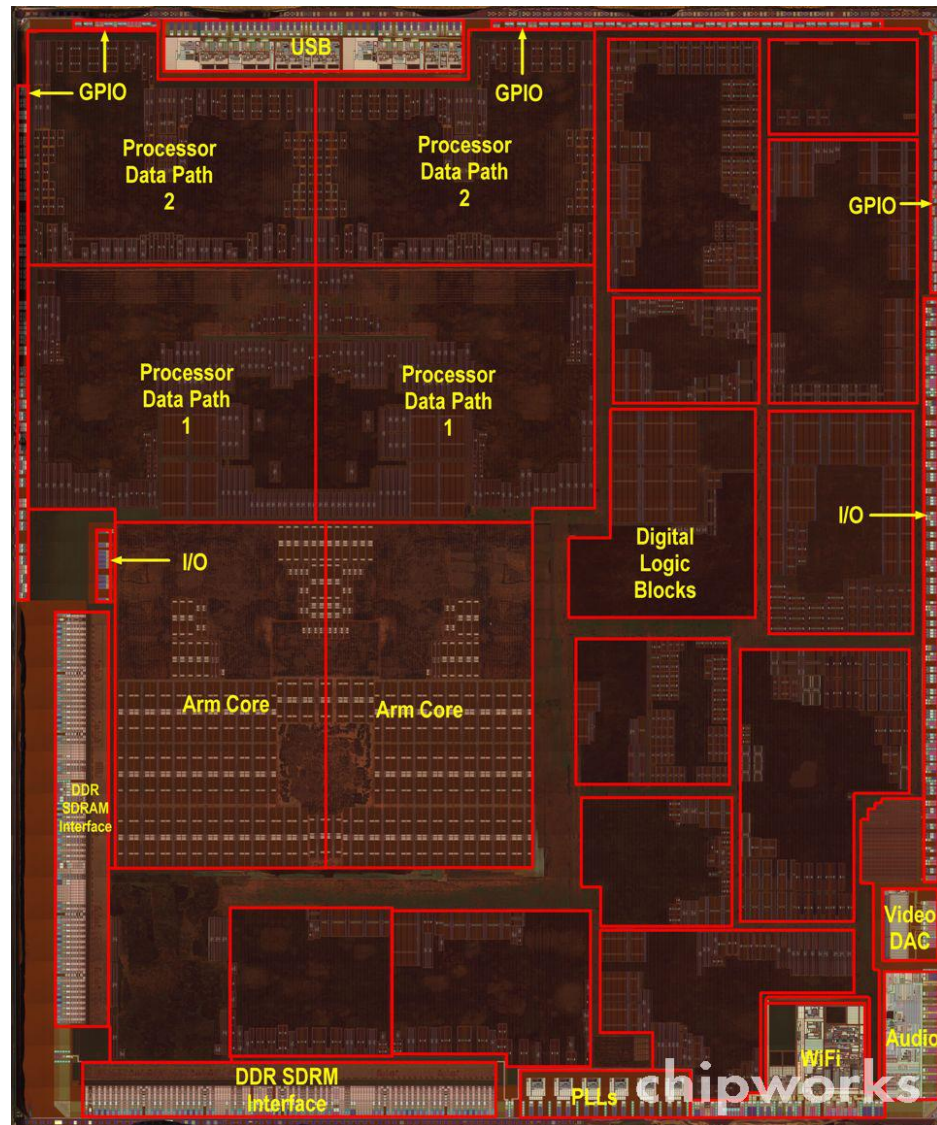 USB
GPIO
GPIO
GPIO
Processor
Data Path
2
Processor
Data Path
2
GPIO
Processor
Data Path
1
Processor
Data Path
1
I/O
I/O
Digital
Logic
Blocks
Arm Core
Arm Core
DDR
SDRAM
Interface
Video
DAC
Audio
WiFi
DDR SDRM
Interface
PLLs
chipworks